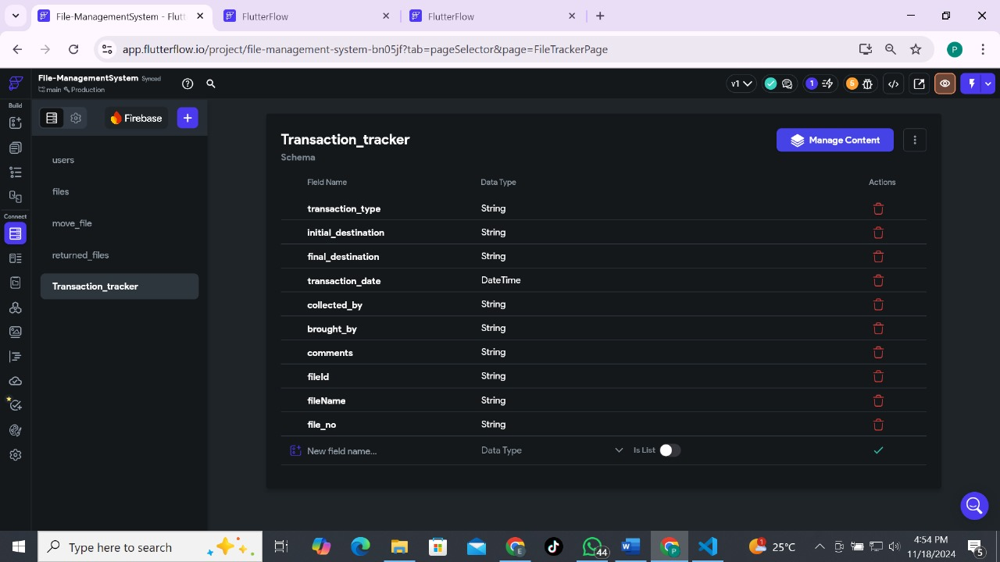 File-ManagementSystem - Flutt
FlutterFlow
FlutterFlow
app.flutterflow.io/project/file-management-system-bn05jf?tab=pageSelector&page=FileTrackerPage
P
File-ManagementSystem Synced
main Production
v1
1
5
Build
Connect
Firebase
users
files
move_file
returned_files
Transaction_tracker
Transaction_tracker
Schema
Manage Content
Field Name Data Type Actions
transaction_type String
initial_destination String
final_destination String
transaction_date DateTime
collected_by String
brought_by String
comments String
fileId String
fileName String
file_no String
New field name... Data Type Is List
Type here to search
E
44
P
1
25°C
4:54 PM
11/18/2024
5